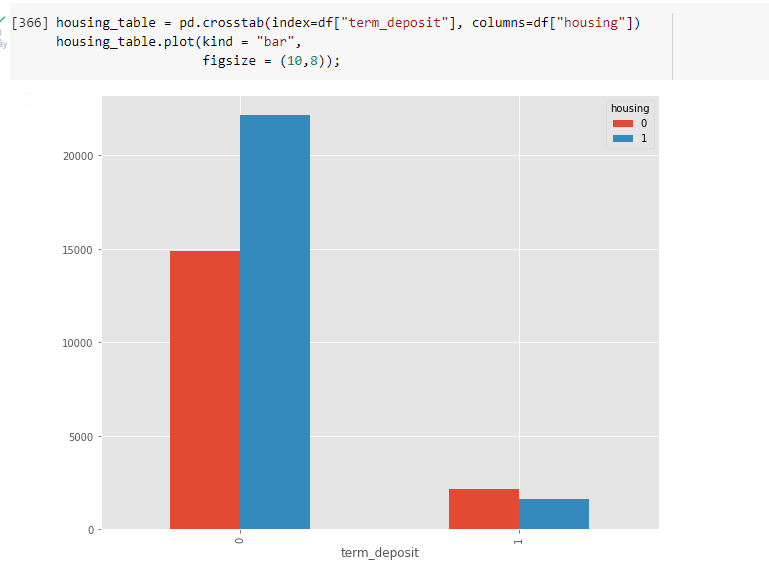 [366] housing_table = pd.crosstab(index=df["term_deposit"], columns=df["housing"])
housing_table.plot(kind = "bar",
figsize = (10,8));
housing
0
1
20000
15000
10000
5000
0
0
1
term_deposit